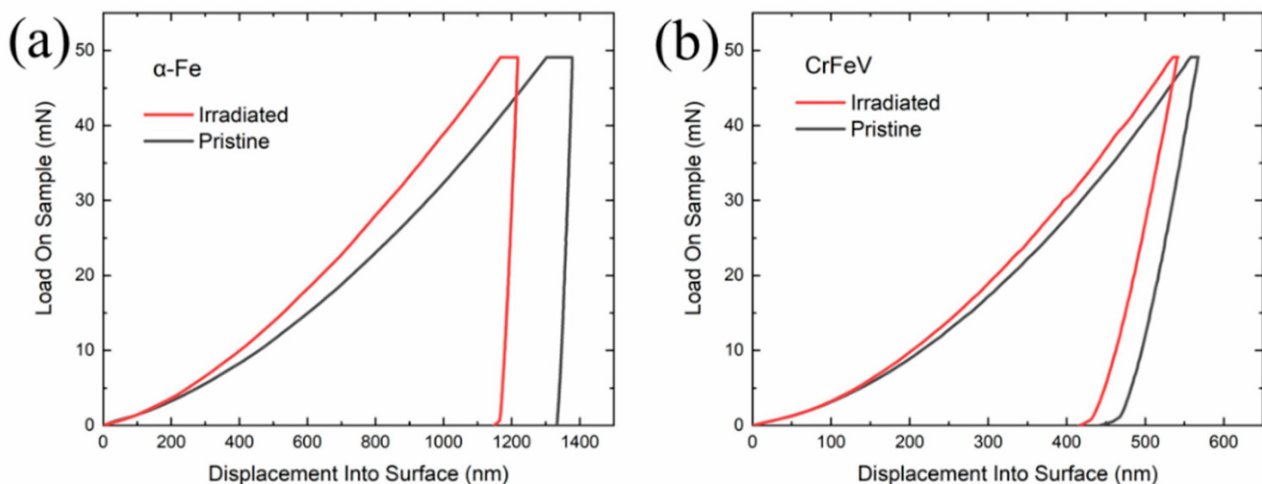 (a)
α-Fe
Irradiated
Pristine
Load On Sample (mN)
50
40
30
20
10
0
0 200 400 600 800 1000 1200 1400
Displacement Into Surface (nm)
(b)
CrFeV
Irradiated
Pristine
Load On Sample (mN)
50
40
30
20
10
0
0 100 200 300 400 500 600
Displacement Into Surface (nm)